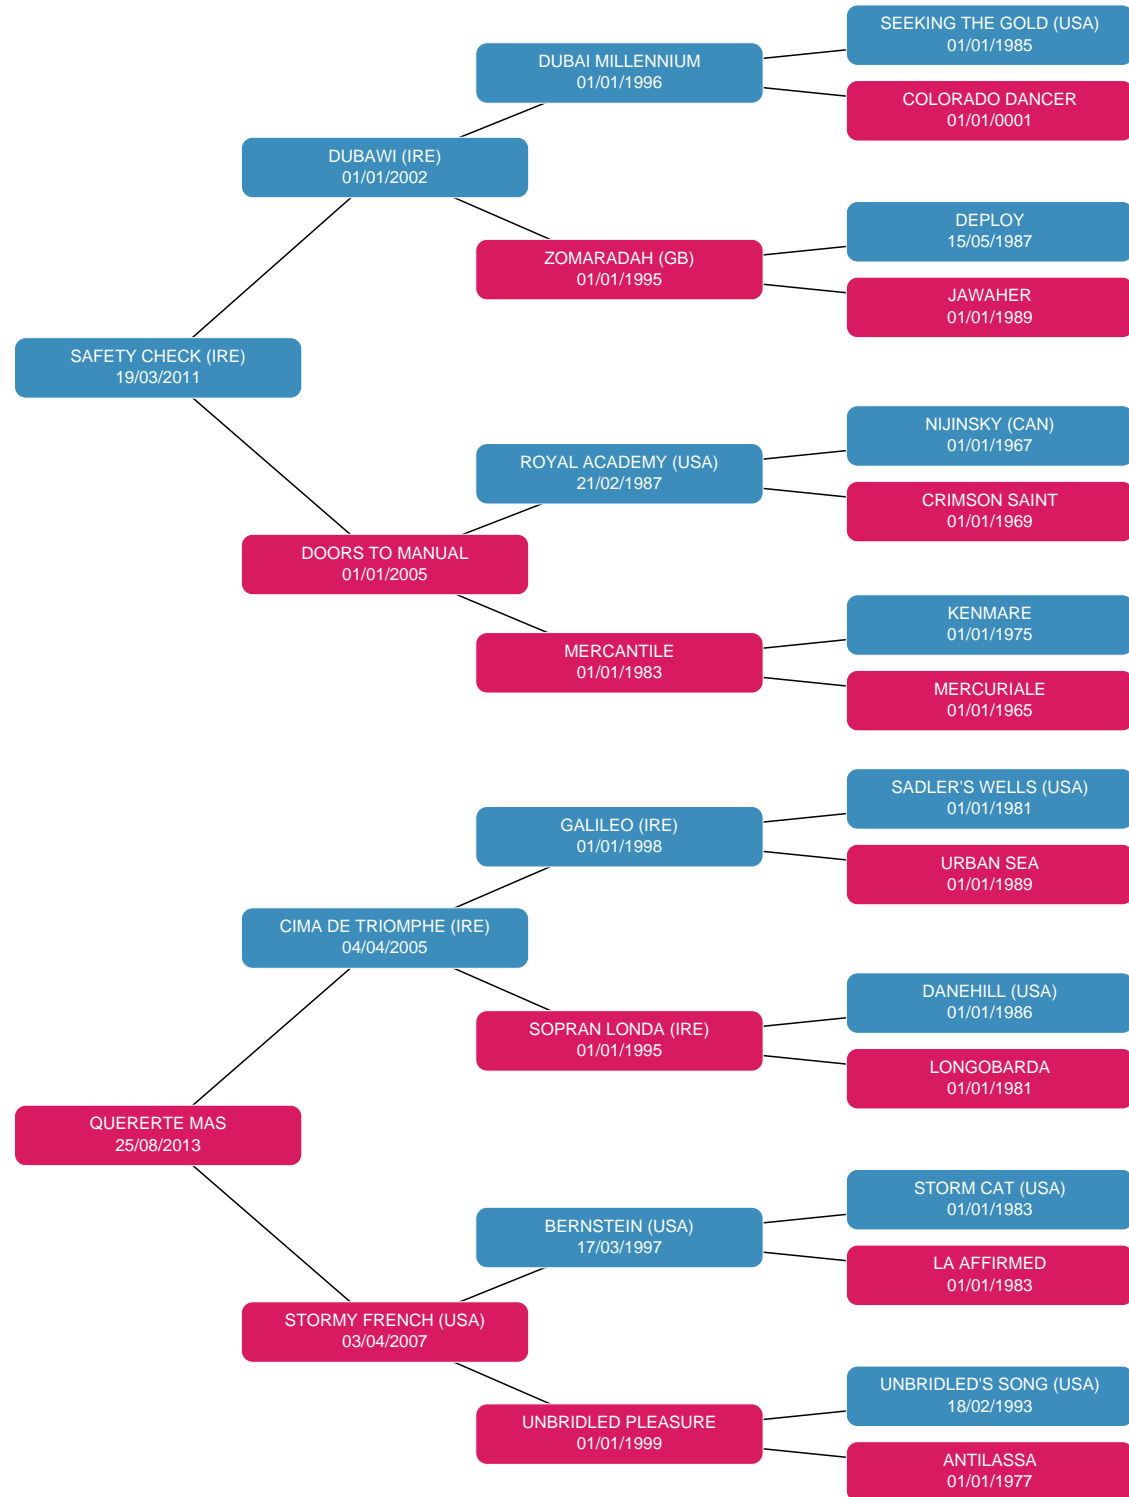 SEEKING THE GOLD (USA)
01/01/1985
DUBAI MILLENNIUM
01/01/1996
COLORADO DANCER
01/01/0001
DUBAWI (IRE)
01/01/2002
DEPLOY
15/05/1987
ZOMARADAH (GB)
01/01/1995
JAWAHER
01/01/1989
SAFETY CHECK (IRE)
19/03/2011
NIJINSKY (CAN)
01/01/1967
ROYAL ACADEMY (USA)
21/02/1987
CRIMSON SAINT
01/01/1969
DOORS TO MANUAL
01/01/2005
KENMARE
01/01/1975
MERCANTILE
01/01/1983
MERCURIALE
01/01/1965
SADLER'S WELLS (USA)
01/01/1981
GALILEO (IRE)
01/01/1998
URBAN SEA
01/01/1989
CIMA DE TRIOMPHE (IRE)
04/04/2005
DANEHILL (USA)
01/01/1986
SOPRAN LONDA (IRE)
01/01/1995
LONGOBARDA
01/01/1981
QUERERTE MAS
25/08/2013
STORM CAT (USA)
01/01/1983
BERNSTEIN (USA)
17/03/1997
LA AFFIRMED
01/01/1983
STORMY FRENCH (USA)
03/04/2007
UNBRIDLED'S SONG (USA)
18/02/1993
UNBRIDLED PLEASURE
01/01/1999
ANTILASSA
01/01/1977